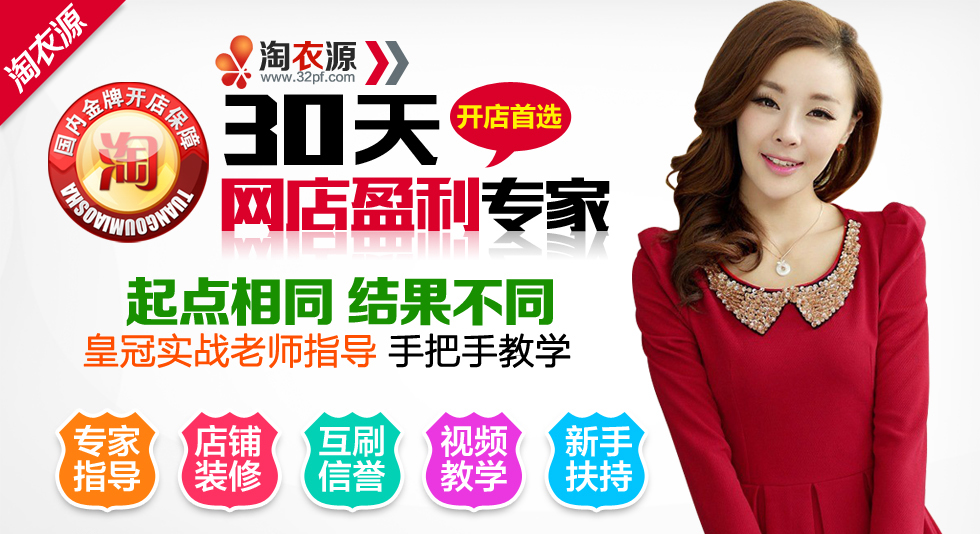 淘衣源
淘衣源
www.32pf.com
国内金牌开店保障
淘
TUANGOUMIAOSHA
30天
开店首选
网店盈利专家
起点相同 结果不同
皇冠实战老师指导 手把手教学
专家
指导
店铺
装修
互刷
信誉
视频
教学
新手
扶持